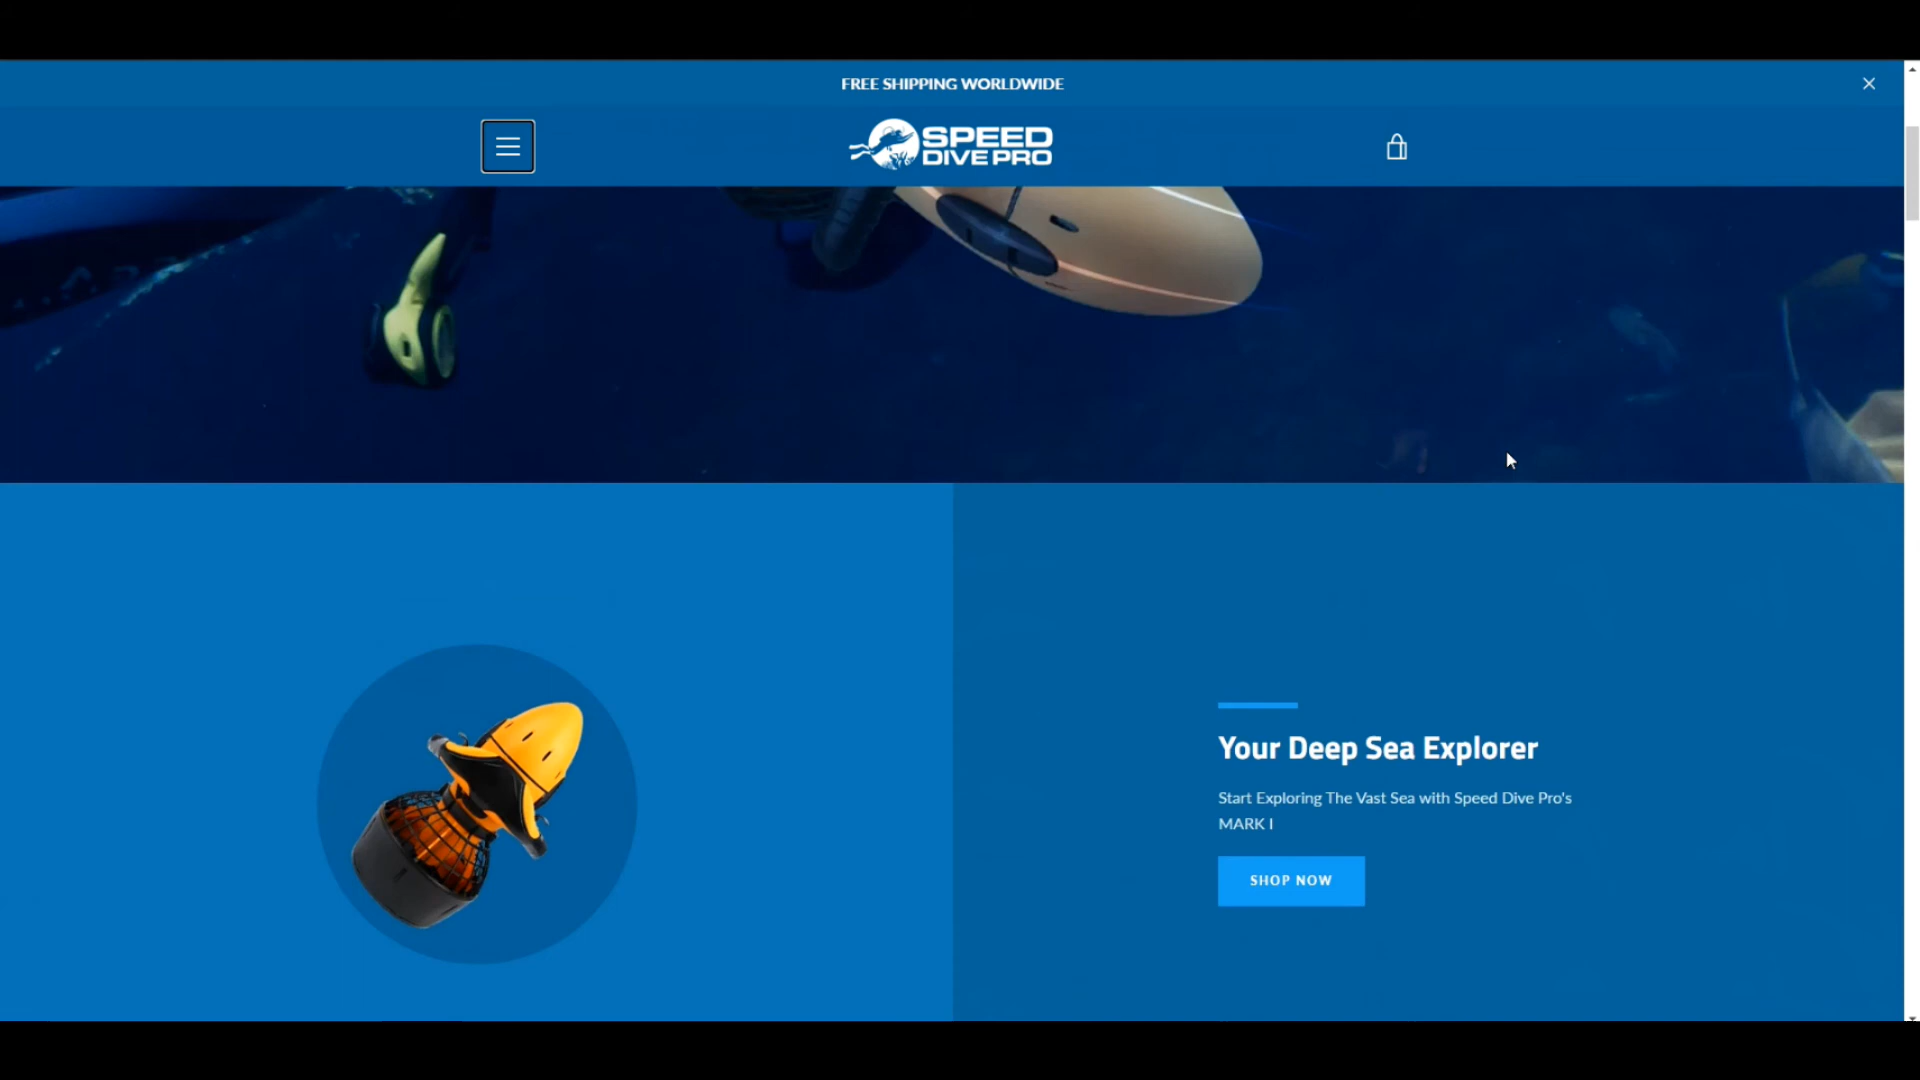 FREE SHIPPING WORLDWIDE
SPEED
DIVE PRO
Your Deep Sea Explorer
Start Exploring The Vast Sea with Speed Dive Pro's
MARK I
SHOP NOW